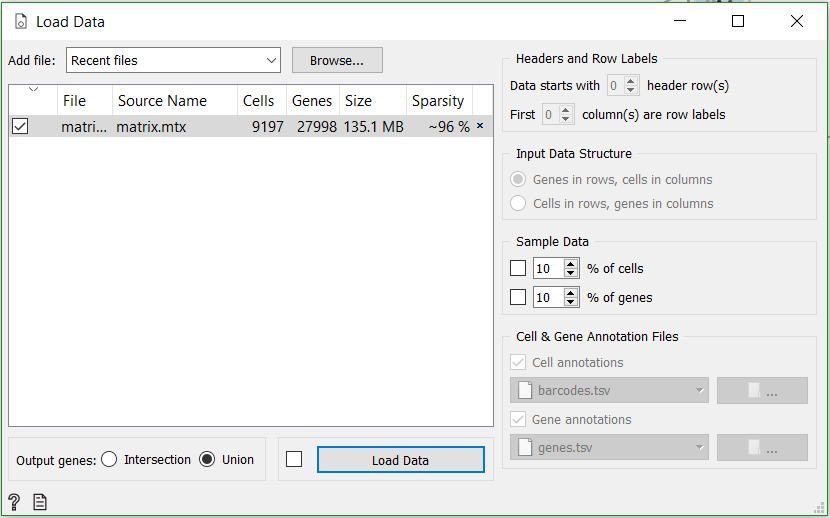 Load Data
Add file: Recent files Browse...
File Source Name Cells Genes Size Sparsity
matri... matrix.mtx 9197 27998 135.1 MB ~96 % ×
Output genes: Intersection Union
Load Data
Headers and Row Labels
Data starts with 0 header row(s)
First 0 column(s) are row labels
Input Data Structure
Genes in rows, cells in columns
Cells in rows, genes in columns
Sample Data
10 % of cells
10 % of genes
Cell & Gene Annotation Files
Cell annotations
barcodes.tsv ...
Gene annotations
genes.tsv ...
?